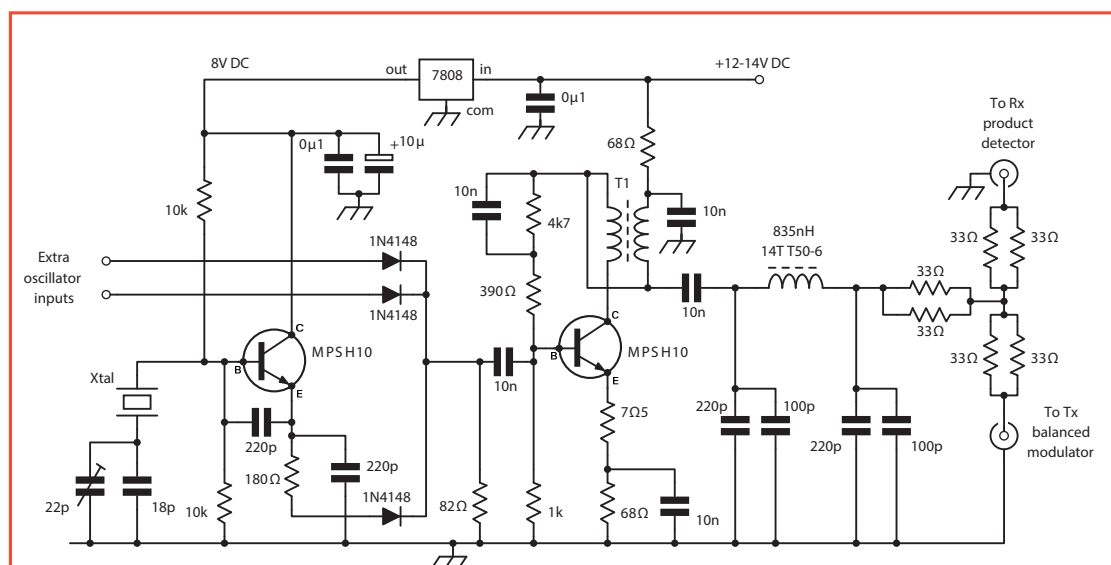 8V DC
out
7808
in
+12-14V DC
com
0µ1
To Rx
product
detector
0µ1
+10µ
68Ω
T1
10n
10n
10k
4k7
33Ω
33Ω
835nH
14T T50-6
1N4148
Extra
oscillator
inputs
390Ω
33Ω
1N4148
10n
C
MPSH10
B
E
C
MPSH10
B
E
10n
33Ω
33Ω
33Ω
Xtal
7Ω5
220p
100p
220p
100p
To Tx
balanced
modulator
220p
180Ω
220p
22p
18p
10k
1N4148
82Ω
1k
68Ω
10n